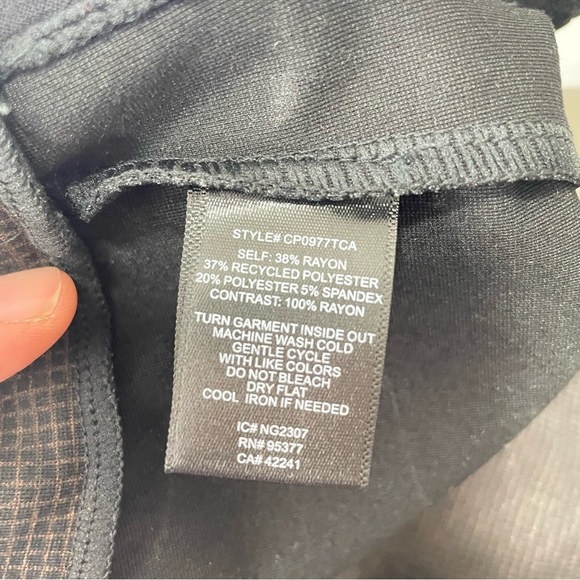 STYLE# CP0977TCA
SELF: 38% RAYON
37% RECYCLED POLYESTER
20% POLYESTER 5% SPANDEX
CONTRAST: 100% RAYON
TURN GARMENT INSIDE OUT
MACHINE WASH COLD
GENTLE CYCLE
WITH LIKE COLORS
DO NOT BLEACH
DRY FLAT
COOL IRON IF NEEDED
IC# NG2307
RN# 95377
CA# 42241